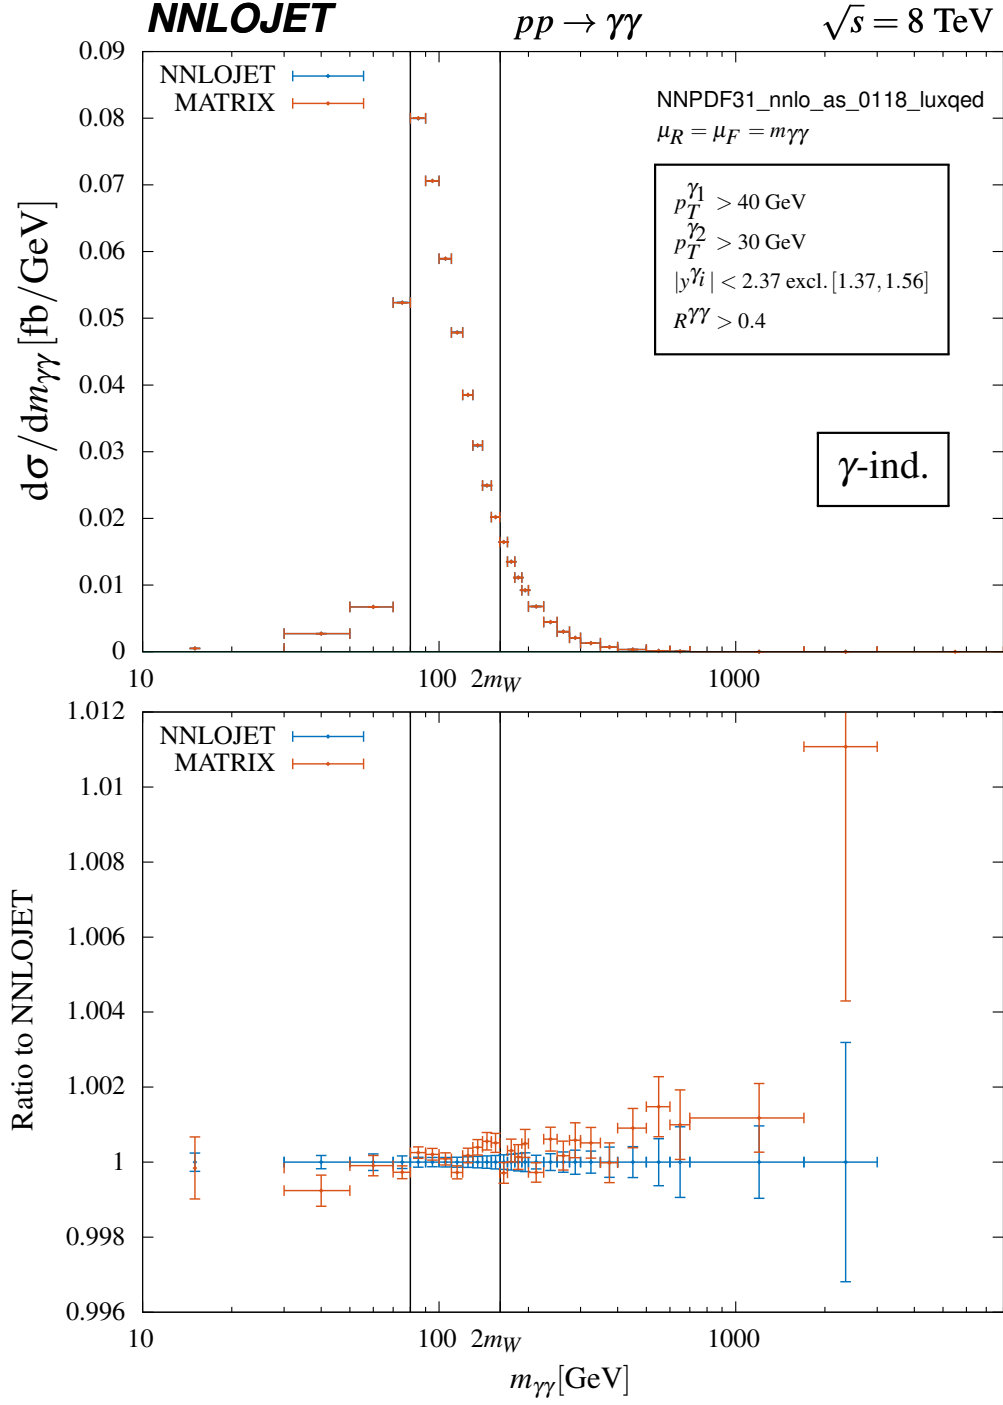 NNLOJET pp → γγ √s = 8 TeV
0.09
NNLOJET
MATRIX
NNPDF31_nnlo_as_0118_luxqed
μR = μF = mγγ
pTγ1 > 40 GeV
pTγ2 > 30 GeV
|yγi| < 2.37 excl. [1.37, 1.56]
Rγγ > 0.4
γ-ind.
0.08
0.07
0.06
0.05
0.04
0.03
0.02
0.01
0
dσ/dmγγ [fb/GeV]
10 100 2mW 1000
1.012
NNLOJET
MATRIX
1.01
1.008
1.006
1.004
1.002
1
0.998
0.996
Ratio to NNLOJET
10 100 2mW 1000
mγγ [GeV]